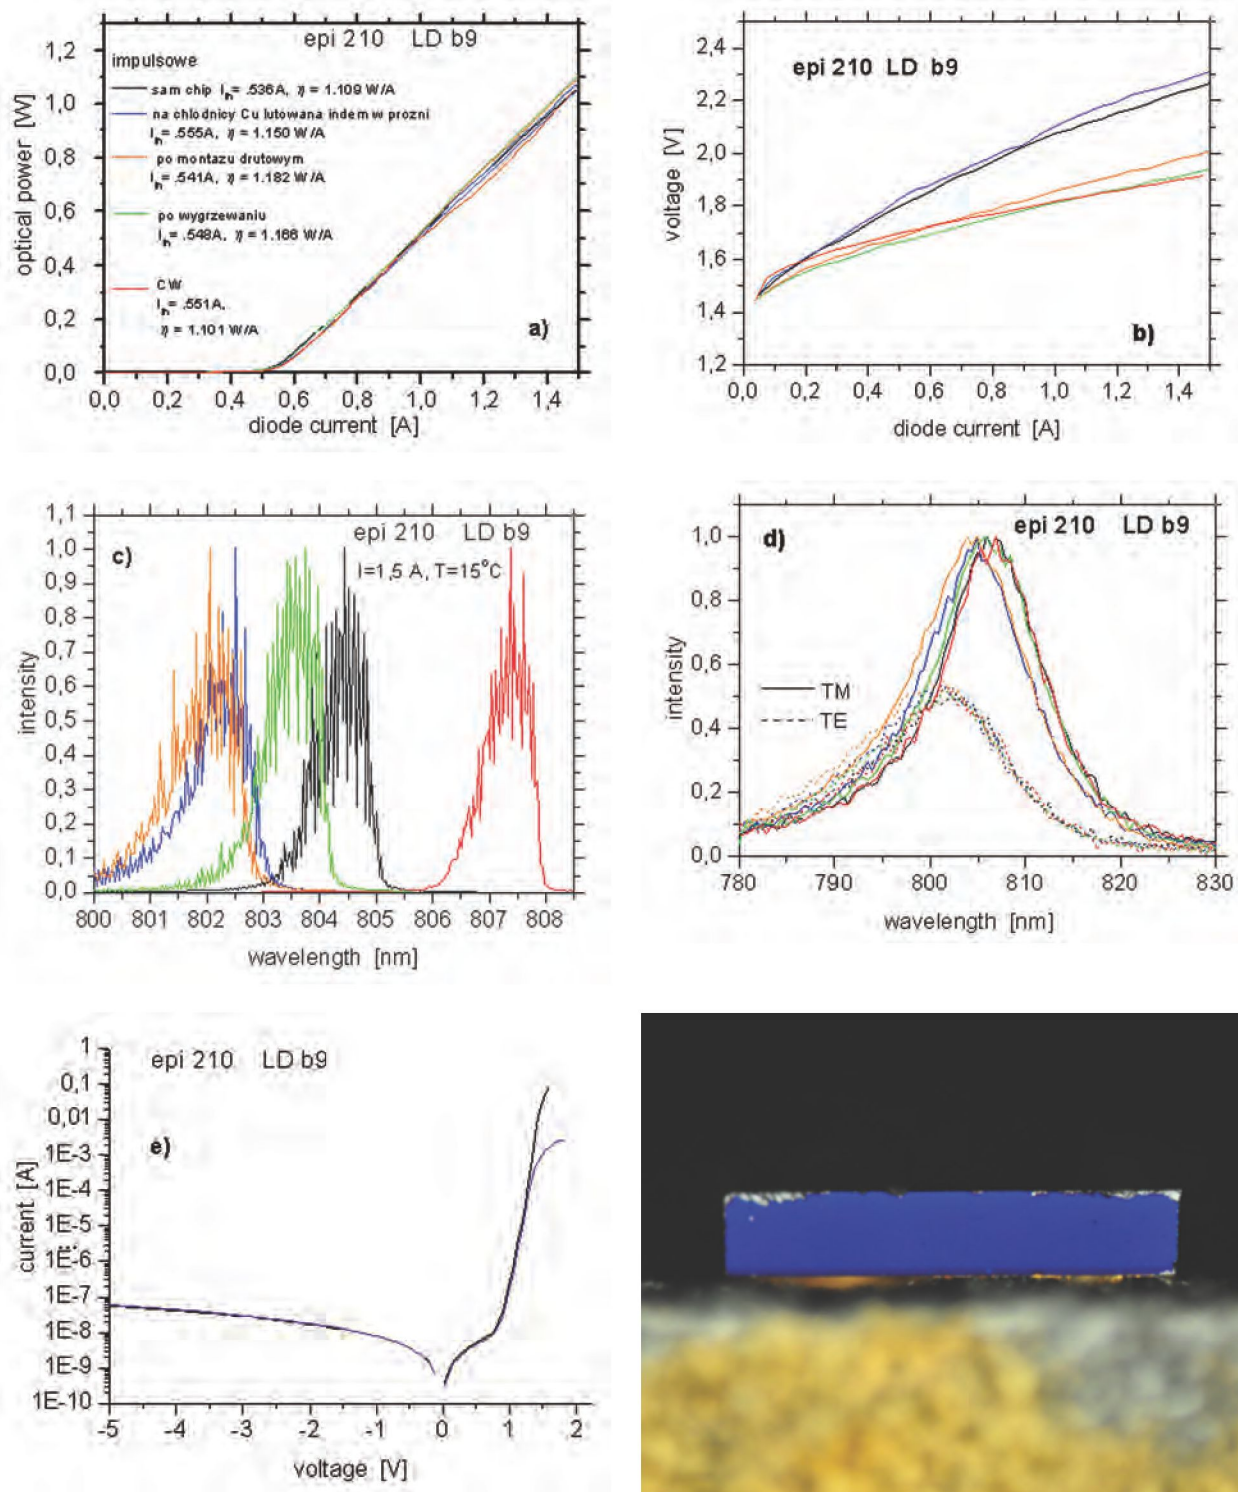 epi 210 LD b9
impulsowe
sam chip I_th= .536A, η = 1.109 W/A
na chlodnicy Cu lutowana indem w prozni
I_th= .555A, η = 1.150 W/A
po montazu drutowym
I_th= .541A, η = 1.182 W/A
po wygrzewaniu
I_th= .548A, η = 1.166 W/A
CW
I_th= .551A,
η = 1.101 W/A
a)
optical power [W]
1,2
1,0
0,8
0,6
0,4
0,2
0,0
0,0 0,2 0,4 0,6 0,8 1,0 1,2 1,4
diode current [A]
epi 210 LD b9
b)
voltage [V]
2,4
2,2
2,0
1,8
1,6
1,4
1,2
0,0 0,2 0,4 0,6 0,8 1,0 1,2 1,4
diode current [A]
epi 210 LD b9
I=1,5 A, T=15°C
c)
intensity
1,1
1,0
0,9
0,8
0,7
0,6
0,5
0,4
0,3
0,2
0,1
0,0
800 801 802 803 804 805 806 807 808
wavelength [nm]
epi 210 LD b9
d)
TM
TE
intensity
1,0
0,8
0,6
0,4
0,2
0,0
780 790 800 810 820 830
wavelength [nm]
epi 210 LD b9
e)
current [A]
1
0,1
0,01
1E-3
1E-4
1E-5
1E-6
1E-7
1E-8
1E-9
1E-10
-5 -4 -3 -2 -1 0 1 2
voltage [V]